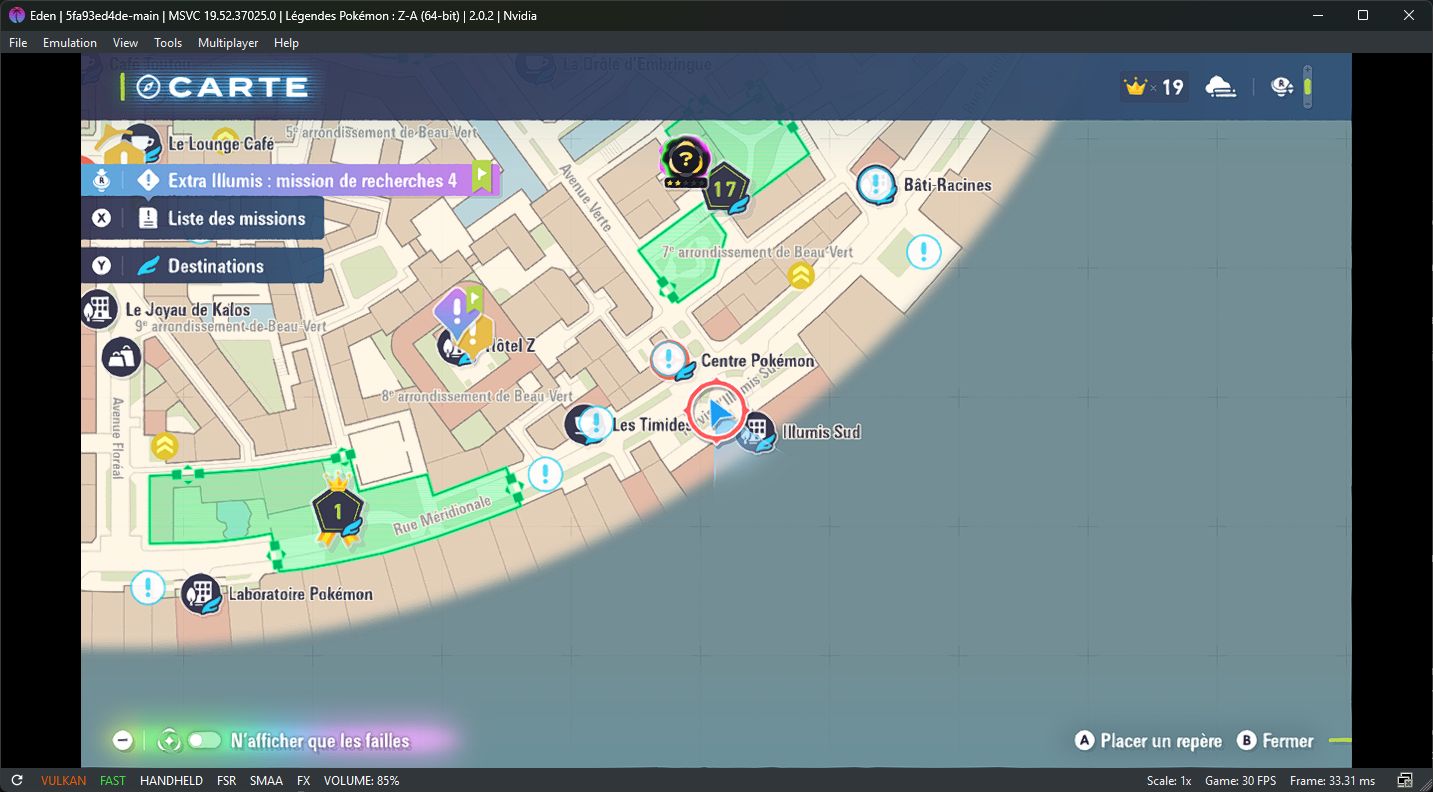 Eden | 5fa93ed4de-main | MSVC 19.52.37025.0 | Légendes Pokémon : Z-A (64-bit) | 2.0.2 | Nvidia
File Emulation View Tools Multiplayer Help
Café Toutou
La Drôle d'Embringue
CARTE
× 19
R
Le Lounge Café
5e arrondissement de Beau-Vert
R Extra Illumis : mission de recherches 4
X Liste des missions
Y Destinations
Avenue Verte
17
Bâti-Racines
7e arrondissement de Beau-Vert
Le Joyau de Kalos
9e arrondissement de Beau-Vert
Hôtel Z
Centre Pokémon
8e arrondissement de Beau-Vert
Les Timides
Illumis Sud
Avenue Floréal
1
Rue Méridionale
Laboratoire Pokémon
N'afficher que les failles
A Placer un repère B Fermer
VULKAN FAST HANDHELD FSR SMAA FX VOLUME: 85% Scale: 1x Game: 30 FPS Frame: 33.31 ms